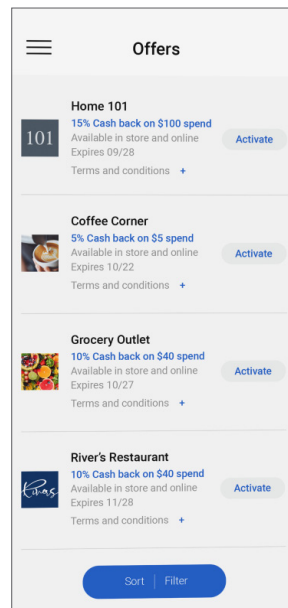 Offers
Home 101
101
15% Cash back on $100 spend
Available in store and online
Activate
Expires 09/28
Terms and conditions +
Coffee Corner
5% Cash back on $5 spend
Available in store and online
Activate
Expires 10/22
Terms and conditions +
Grocery Outlet
10% Cash back on $40 spend
Available in store and online
Activate
Expires 10/27
Terms and conditions +
River's Restaurant
10% Cash back on $40 spend
Available in store and online
Activate
Expires 11/28
Terms and conditions +
Sort | Filter